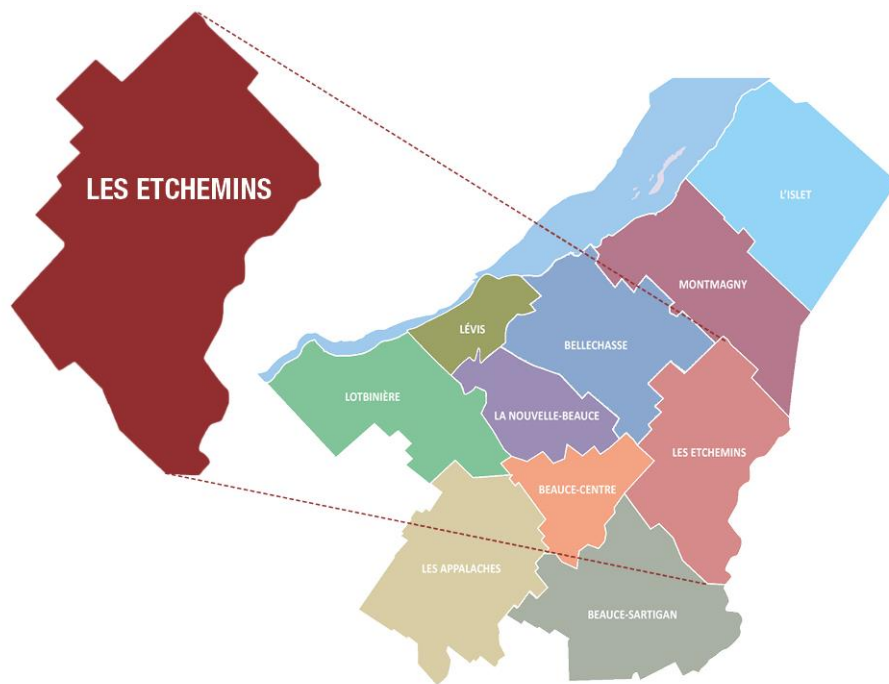 LES ETCHEMINS
L'ISLET
MONTMAGNY
LÉVIS
BELLECHASSE
LOTBINIÈRE
LA NOUVELLE-BEAUCE
LES ETCHEMINS
BEAUCE-CENTRE
LES APPALACHES
BEAUCE-SARTIGAN